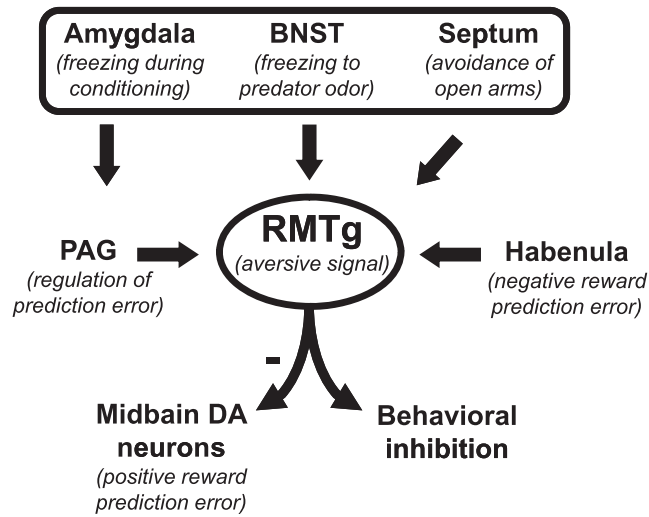 Amygdala
(freezing during
conditioning)
BNST
(freezing to
predator odor)
Septum
(avoidance of
open arms)
PAG
(regulation of
prediction error)
RMTg
(aversive signal)
Habenula
(negative reward
prediction error)
-
Midbain DA
neurons
(positive reward
prediction error)
Behavioral
inhibition